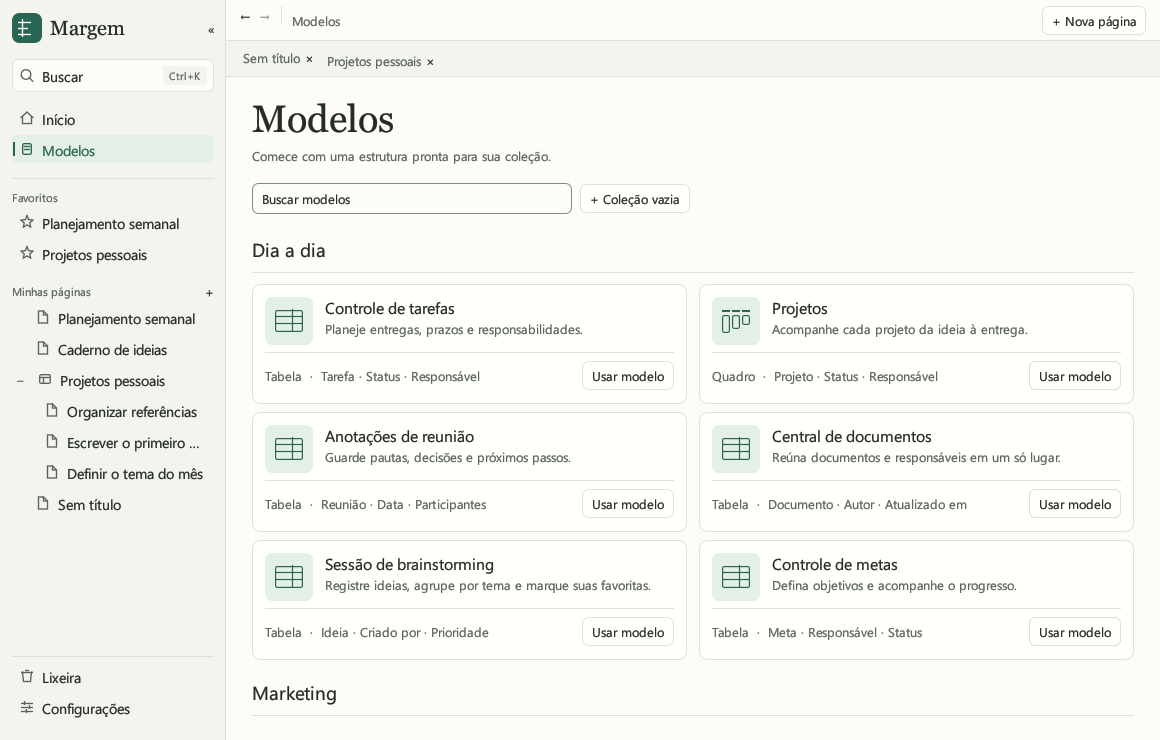 Margem
«
Buscar
Ctrl+K
Início
Modelos
Favoritos
Planejamento semanal
Projetos pessoais
Minhas páginas +
Planejamento semanal
Caderno de ideias
– Projetos pessoais
Organizar referências
Escrever o primeiro ...
Definir o tema do mês
Sem título
Lixeira
Configurações
← → Modelos
+ Nova página
Sem título ×
Projetos pessoais ×
Modelos
Comece com uma estrutura pronta para sua coleção.
Buscar modelos
+ Coleção vazia
Dia a dia
Controle de tarefas
Planeje entregas, prazos e responsabilidades.
Tabela · Tarefa · Status · Responsável
Usar modelo
Projetos
Acompanhe cada projeto da ideia à entrega.
Quadro · Projeto · Status · Responsável
Usar modelo
Anotações de reunião
Guarde pautas, decisões e próximos passos.
Tabela · Reunião · Data · Participantes
Usar modelo
Central de documentos
Reúna documentos e responsáveis em um só lugar.
Tabela · Documento · Autor · Atualizado em
Usar modelo
Sessão de brainstorming
Registre ideias, agrupe por tema e marque suas favoritas.
Tabela · Ideia · Criado por · Prioridade
Usar modelo
Controle de metas
Defina objetivos e acompanhe o progresso.
Tabela · Meta · Responsável · Status
Usar modelo
Marketing